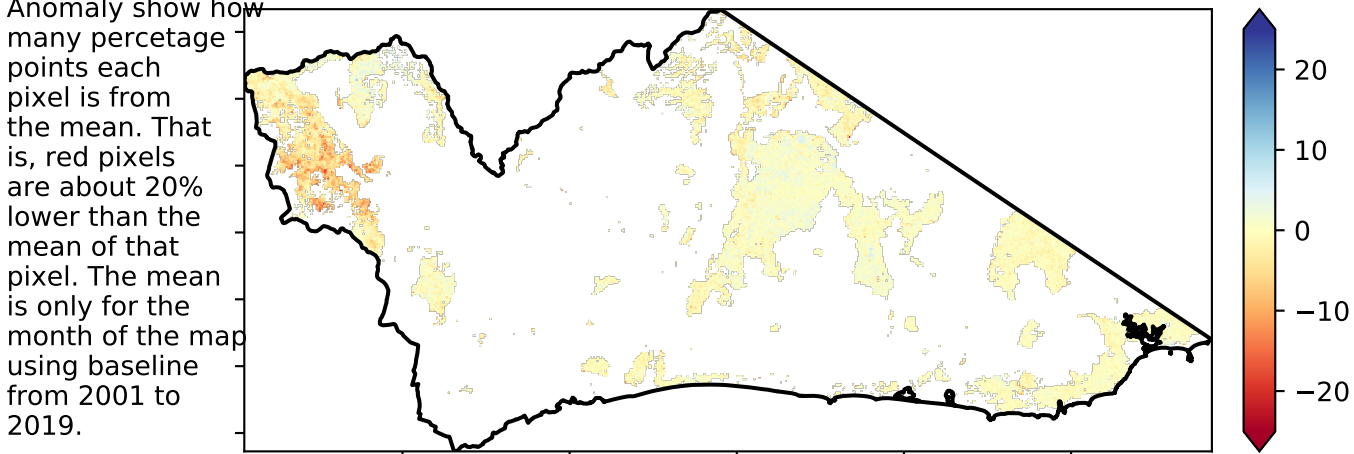 Anomaly show how
many percetage
points each
pixel is from
the mean. That
is, red pixels
are about 20%
lower than the
mean of that
pixel. The mean
is only for the
month of the map
using baseline
from 2001 to
2019.
20
10
0
−10
−20